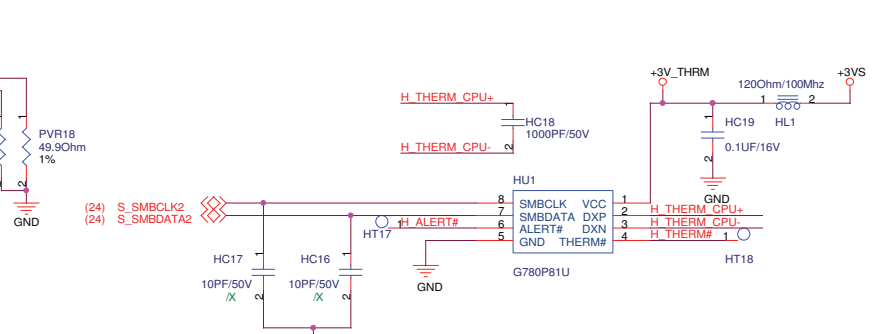 +3V_THRM
+3VS
120Ohm/100Mhz
1
2
HL1
H_THERM_CPU+
1
HC18
1000PF/50V
H_THERM_CPU-
2
1
HC19
0.1UF/16V
2
GND
1
PVR18
49.9Ohm
1%
2
GND
HU1
(24) S_SMBCLK2
(24) S_SMBDATA2
8 SMBCLK VCC 1
7 SMBDATA DXP 2 H_THERM_CPU+
6 ALERT# DXN 3 H_THERM_CPU-
5 GND THERM# 4 H_THERM# 1
HT17
1 H_ALERT#
HT18
G780P81U
GND
HC17
1
10PF/50V
/X
2
HC16
1
10PF/50V
/X
2